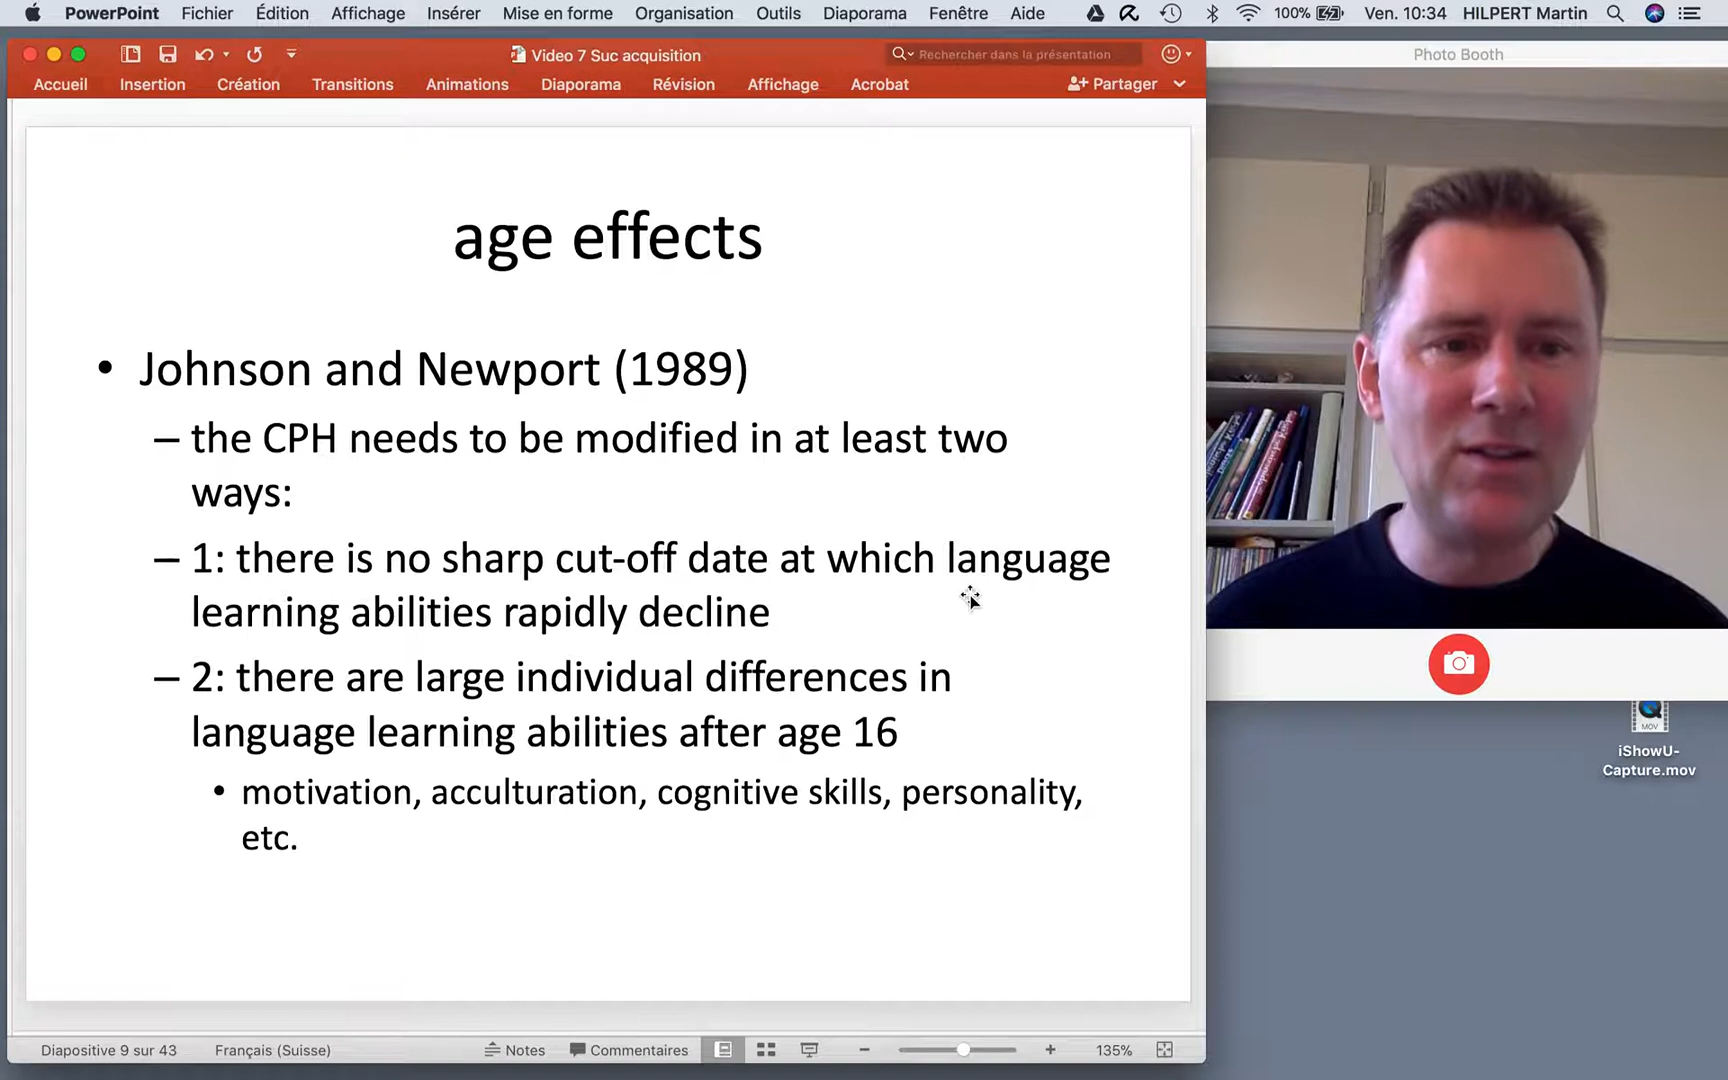 PowerPoint Fichier Édition Affichage Insérer Mise en forme Organisation Outils Diaporama Fenêtre Aide 100% Ven. 10:34 HILPERT Martin
Video 7 Suc acquisition
Rechercher dans la présentation
Photo Booth
Accueil Insertion Création Transitions Animations Diaporama Révision Affichage Acrobat Partager
age effects
• Johnson and Newport (1989)
– the CPH needs to be modified in at least two
ways:
– 1: there is no sharp cut-off date at which language
learning abilities rapidly decline
– 2: there are large individual differences in
language learning abilities after age 16
• motivation, acculturation, cognitive skills, personality,
etc.
MOV
iShowU-
Capture.mov
Diapositive 9 sur 43 Français (Suisse) Notes Commentaires 135%